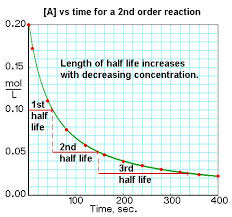 [A] vs time for a 2nd order reaction
0.20
Length of half life increases
with decreasing concentration.
0.15
mol
L
0.10
1st
half
life
2nd
half life
0.05
3rd
half life
0.00
100 200 300 400
Time, sec.